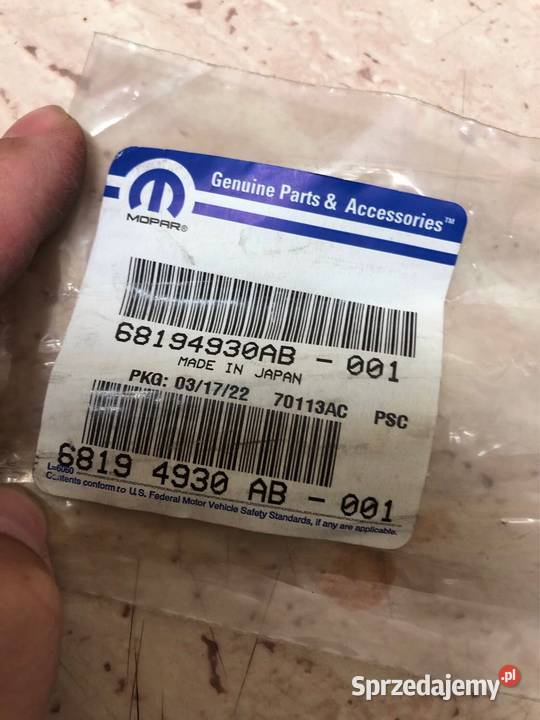 Genuine Parts & Accessories™
MOPAR®
68194930AB - 001
MADE IN JAPAN
PKG: 03/17/22 70113AC PSC
6819 4930 AB - 001
L=6060
Contents conform to U.S. Federal Motor Vehicle Safety Standards, if any are applicable.
Sprzedajemy.pl